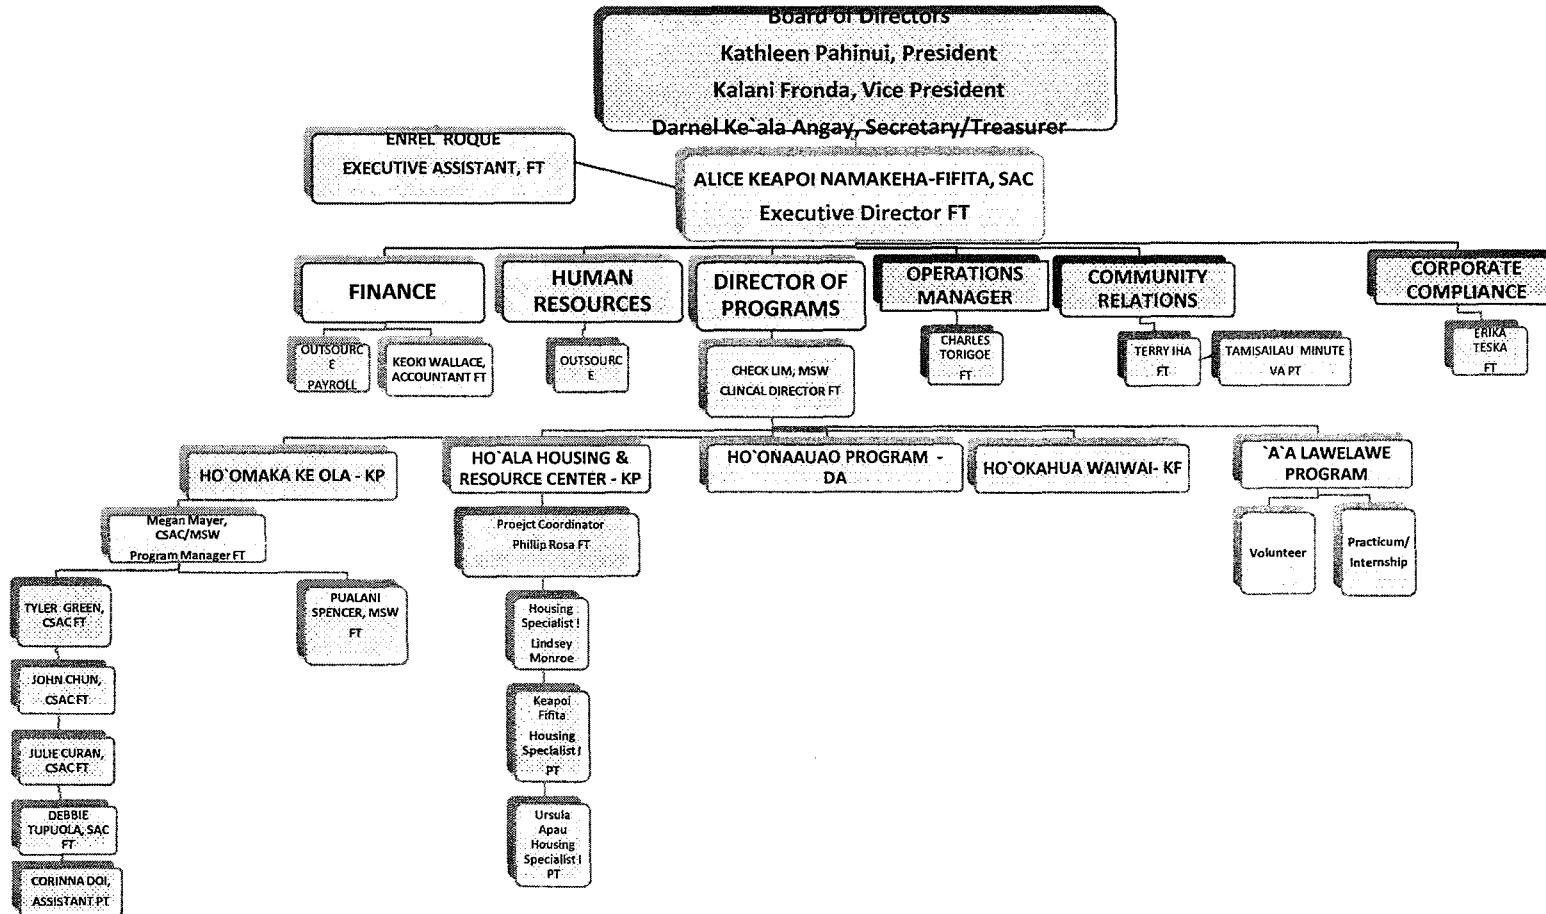 Board of Directors
Kathleen Pahinui, President
Kalani Fronda, Vice President
Darnel Ke`ala Angay, Secretary/Treasurer
ENREL ROQUE
EXECUTIVE ASSISTANT, FT
ALICE KEAPOI NAMAKEHA-FIFITA, SAC
Executive Director FT
FINANCE
HUMAN
RESOURCES
DIRECTOR OF
PROGRAMS
OPERATIONS
MANAGER
COMMUNITY
RELATIONS
CORPORATE
COMPLIANCE
OUTSOURC
E
PAYROLL
KEOKI WALLACE,
ACCOUNTANT FT
OUTSOURC
E
CHECK LIM, MSW
CLINCAL DIRECTOR FT
CHARLES
TORIGOE
FT
TERRY IHA
FT
TAMISAILAU MINUTE
VA PT
ERIKA
TESKA
FT
HO`OMAKA KE OLA - KP
HO`ALA HOUSING &
RESOURCE CENTER - KP
HO`ONAAUAO PROGRAM -
DA
HO`OKAHUA WAIWAI- KF
`A`A LAWELAWE
PROGRAM
Megan Mayer,
CSAC/MSW
Program Manager FT
Proejct Coordinator
Phillip Rosa FT
Volunteer
Practicum/
Internship
TYLER GREEN,
CSAC FT
PUALANI
SPENCER, MSW
FT
Housing
Specialist I
Lindsey
Monroe
JOHN CHUN,
CSAC FT
Keapoi
Fifita
Housing
Specialist I
PT
JULIE CURAN,
CSAC FT
DEBBIE
TUPUOLA, SAC
FT
Ursula
Apau
Housing
Specialist I
PT
CORINNA DOI,
ASSISTANT PT